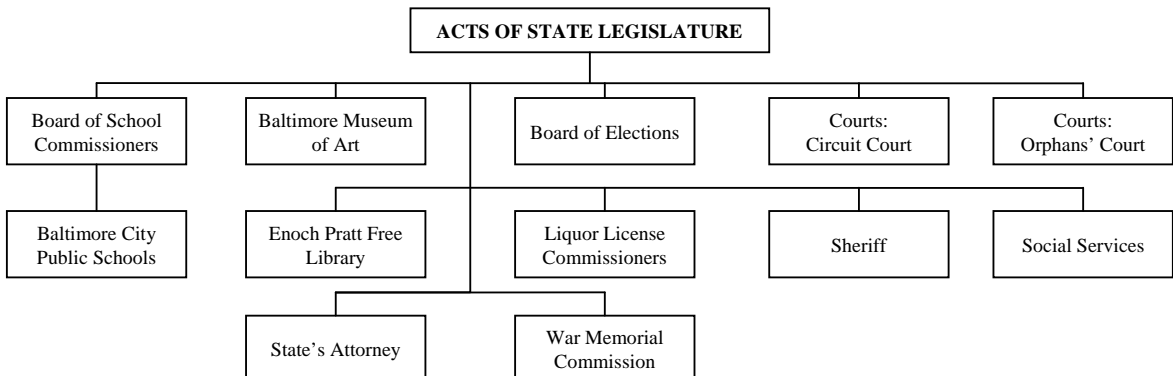 ACTS OF STATE LEGISLATURE
Board of School
Commissioners
Baltimore Museum
of Art
Board of Elections
Courts:
Circuit Court
Courts:
Orphans’ Court
Baltimore City
Public Schools
Enoch Pratt Free
Library
Liquor License
Commissioners
Sheriff
Social Services
State’s Attorney
War Memorial
Commission